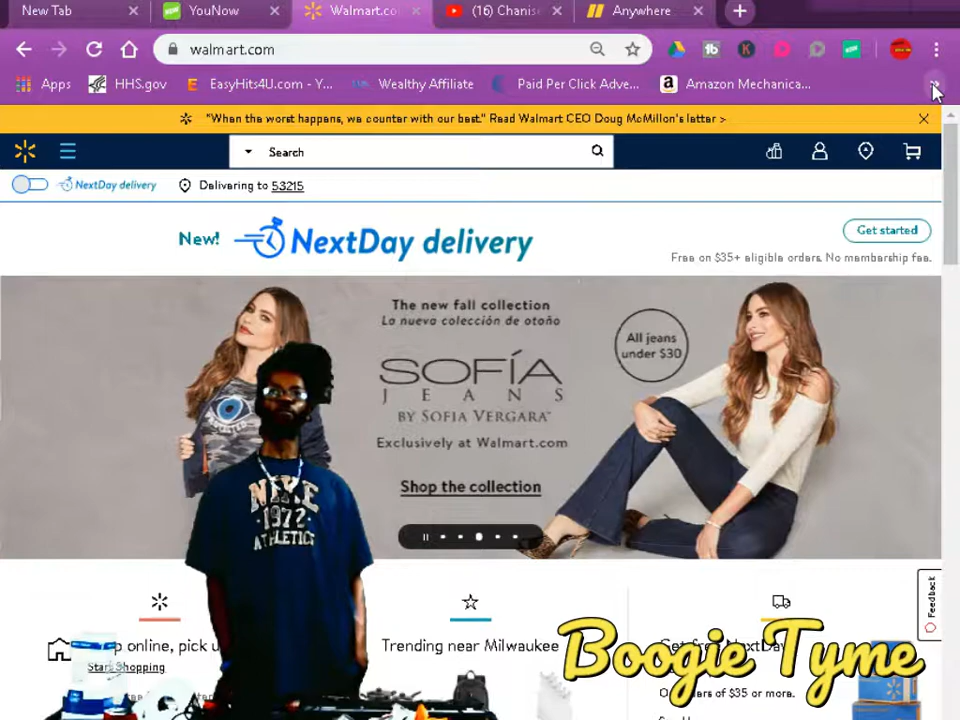 New Tab
YouNow
Walmart.co
(16) Chanis
Anywhere
walmart.com
Apps
HHS.gov
EasyHits4U.com - Y...
Wealthy Affiliate
Paid Per Click Adve...
Amazon Mechanica...
"When the worst happens, we counter with our best." Read Walmart CEO Doug McMillon's letter >
Search
NextDay delivery
Delivering to 53215
New! NextDay delivery
Get started
Free on $35+ eligible orders. No membership fee.
The new fall collection
La nueva colección de otoño
SOFÍA
JEANS
BY SOFIA VERGARA
Exclusively at Walmart.com
Shop the collection
All jeans
under $30
NIKE
1972
ATHLETICS
Feedback
op online, pick u
Start Shopping
Trending near Milwaukee
Get free NextDay
Orders of $35 or more.
Boogie Tyme